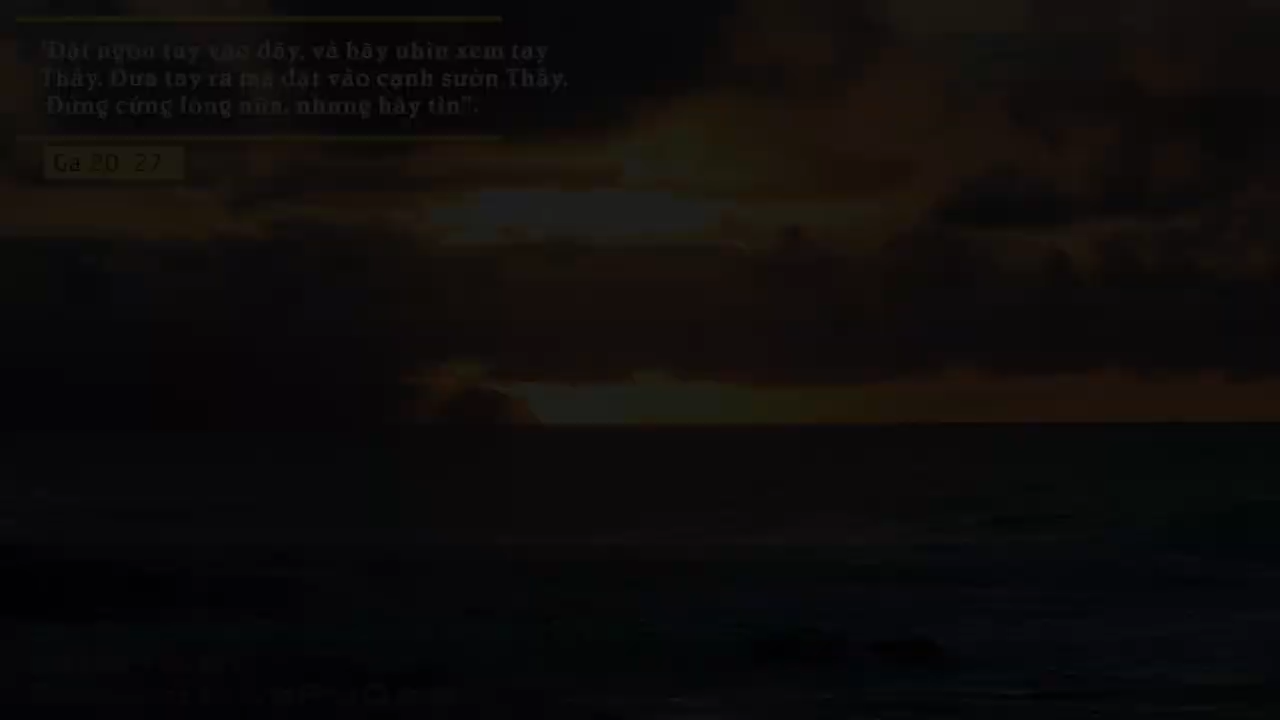 "Đặt ngón tay vào đây, và hãy nhìn xem tay
Thầy. Đưa tay ra mà đặt vào cạnh sườn Thầy.
Đừng cứng lòng nữa, nhưng hãy tin".
Ga 20 27